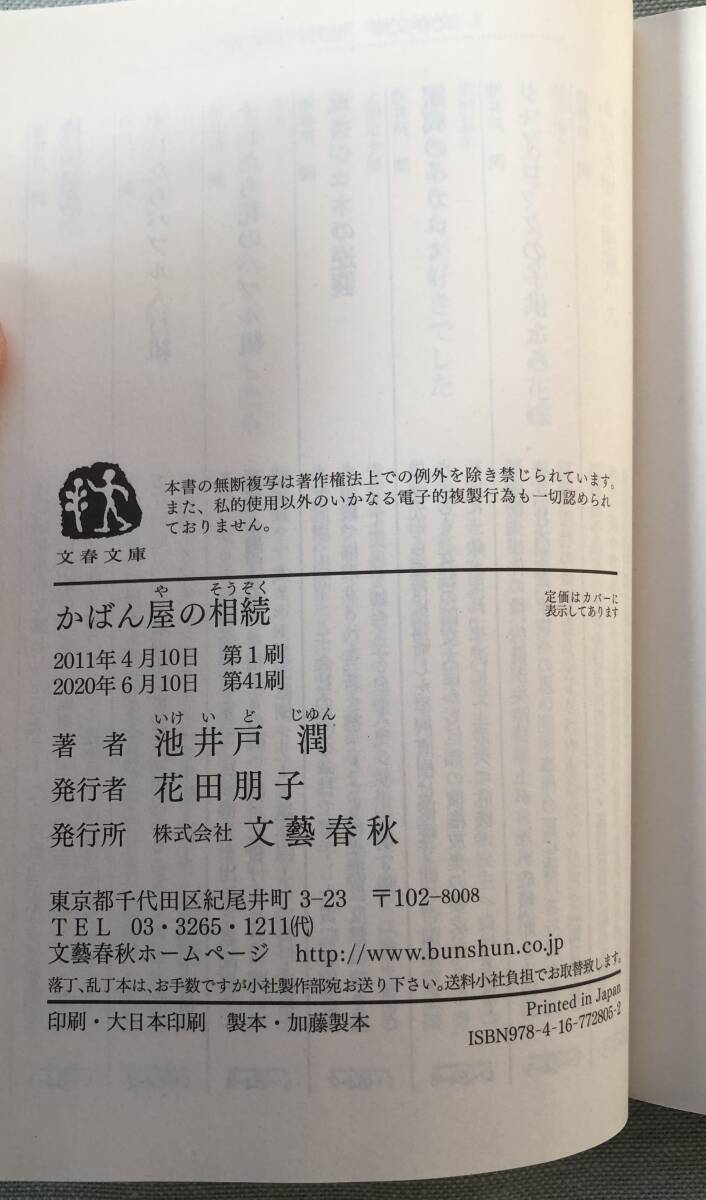 本書の無断複写は著作権法上での例外を除き禁じられています。
また、私的使用以外のいかなる電子的複製行為も一切認められ
ておりません。
文春文庫
や そうぞく
かばん屋の相続
定価はカバーに
表示してあります
2011年4月10日 第1刷
2020年6月10日 第41刷
いけ い ど じゆん
著 者 池井戸 潤
発行者 花田朋子
発行所 株式会社 文藝春秋
東京都千代田区紀尾井町 3-23 〒102-8008
TEL 03・3265・1211㈹
文藝春秋ホームページ http://www.bunshun.co.jp
落丁、乱丁本は、お手数ですが小社製作部宛お送り下さい。送料小社負担でお取替致します。
印刷・大日本印刷 製本・加藤製本
Printed in Japan
ISBN978-4-16-772805-2